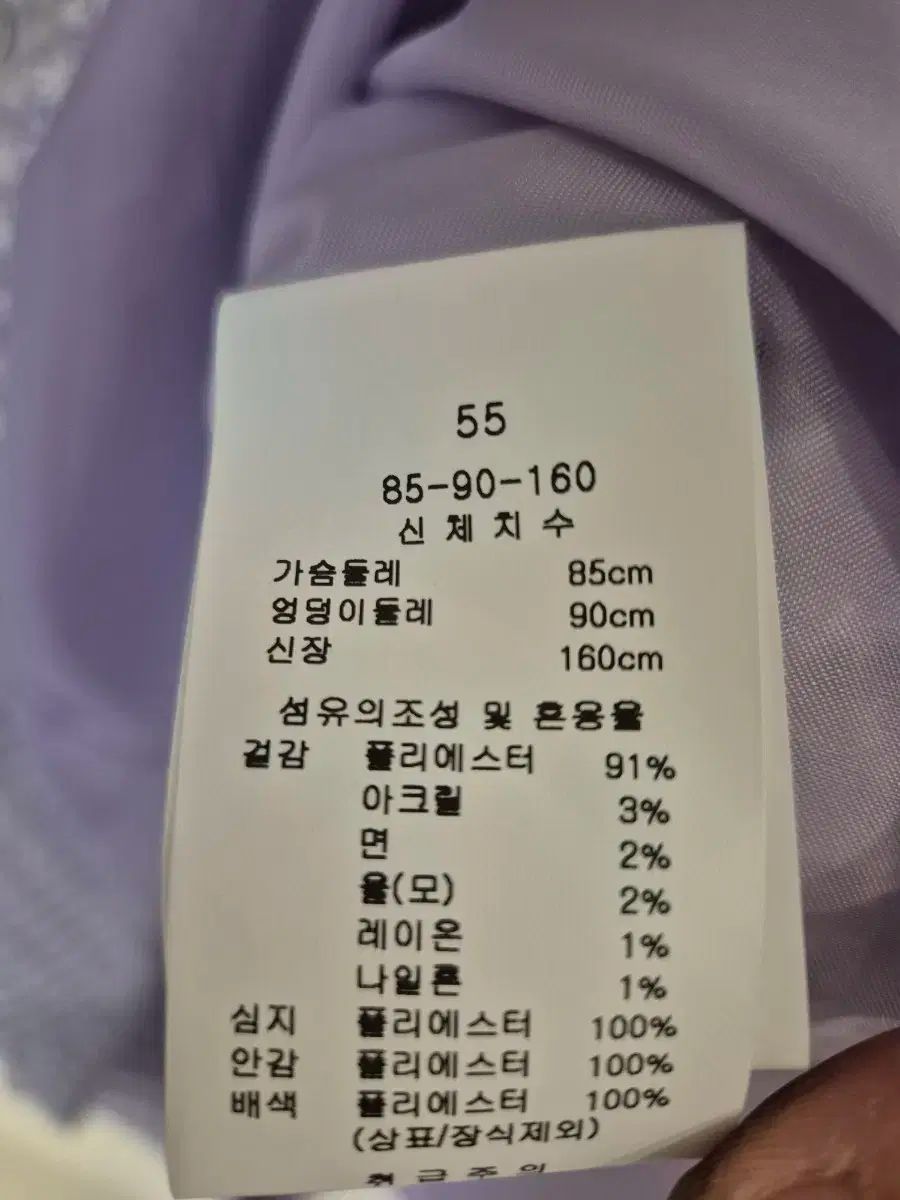 55
85-90-160
신체치수
가슴둘레 85cm
엉덩이둘레 90cm
신장 160cm
섬유의조성 및 혼용율
겉감 폴리에스터 91%
아크릴 3%
면 2%
울(모) 2%
레이온 1%
나일론 1%
심지 폴리에스터 100%
안감 폴리에스터 100%
배색 폴리에스터 100%
(상표/장식제외)
취급주의